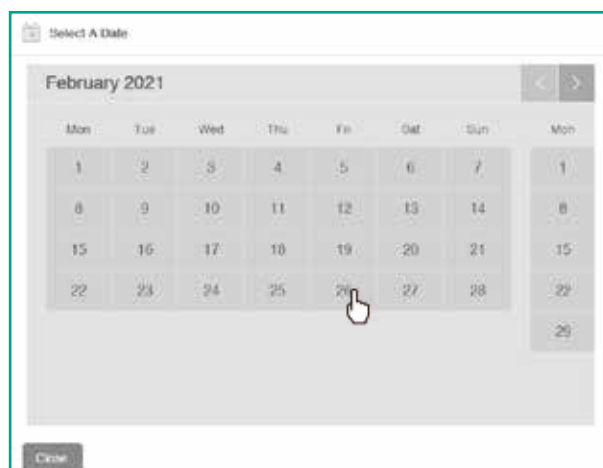 Select A Date
February 2021
Mon Tue Wed Thu Fri Sat Sun Mon
1 2 3 4 5 6 7 1
8 9 10 11 12 13 14 8
15 16 17 18 19 20 21 15
22 23 24 25 26 27 28 22
29
Close